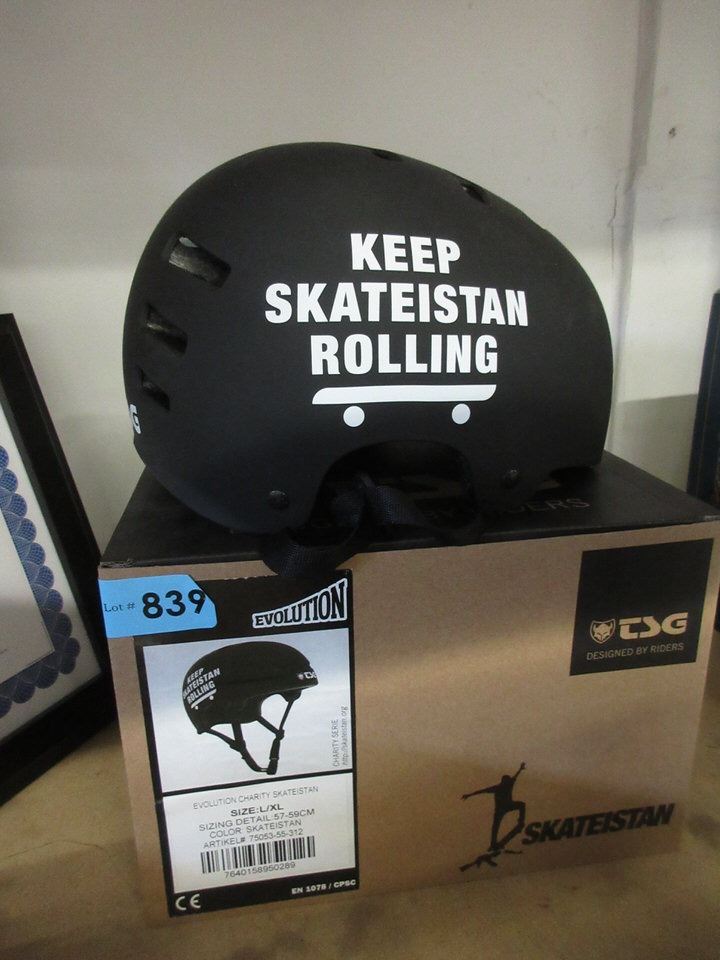 KEEP
SKATEISTAN
ROLLING
G
BY RIDERS
Lot # 839
EVOLUTION
TSG
DESIGNED BY RIDERS
KEEP
SKATEISTAN
ROLLING
CHARITY SERIE
http://skateistan.org
EVOLUTION CHARITY SKATEISTAN
SIZE:L/XL
SIZING DETAIL:57-59CM
COLOR SKATEISTAN
ARTIKEL# 75053-55-312
7640158950289
CE
EN 1078 / CPSC
SKATEISTAN